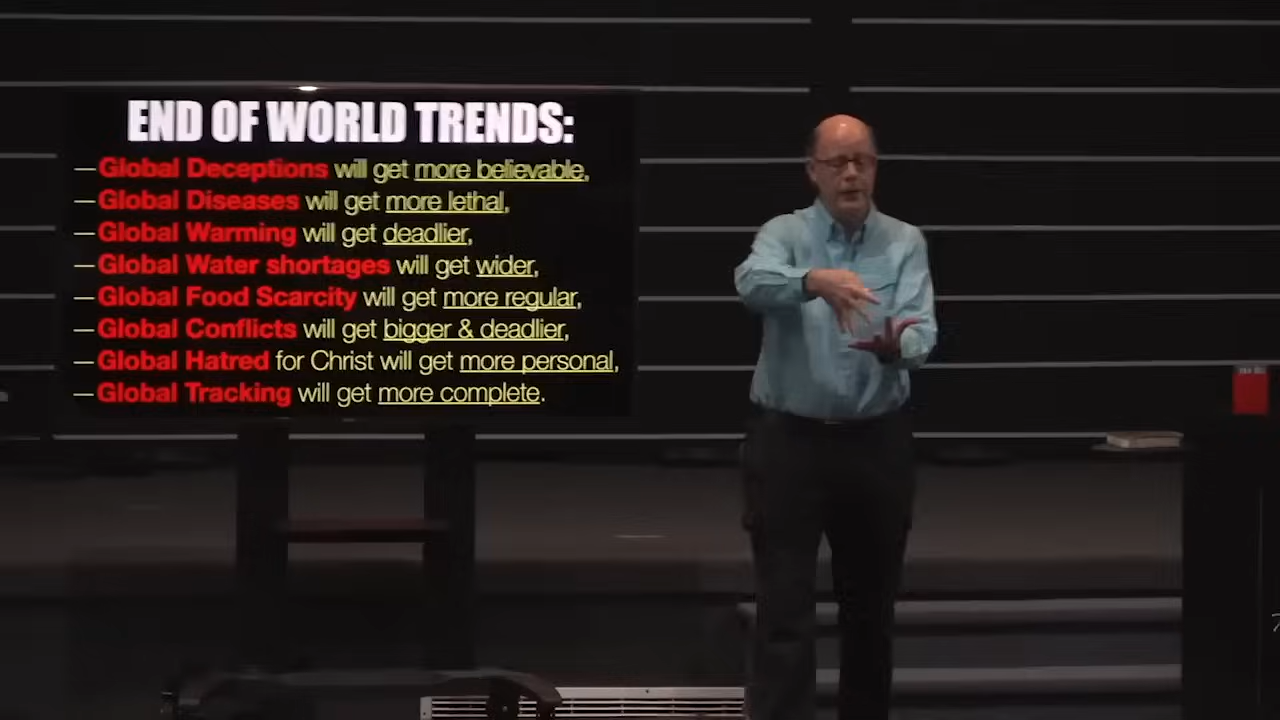 END OF WORLD TRENDS:
—Global Deceptions will get more believable,
—Global Diseases will get more lethal,
—Global Warming will get deadlier,
—Global Water shortages will get wider,
—Global Food Scarcity will get more regular,
—Global Conflicts will get bigger & deadlier,
—Global Hatred for Christ will get more personal,
—Global Tracking will get more complete.